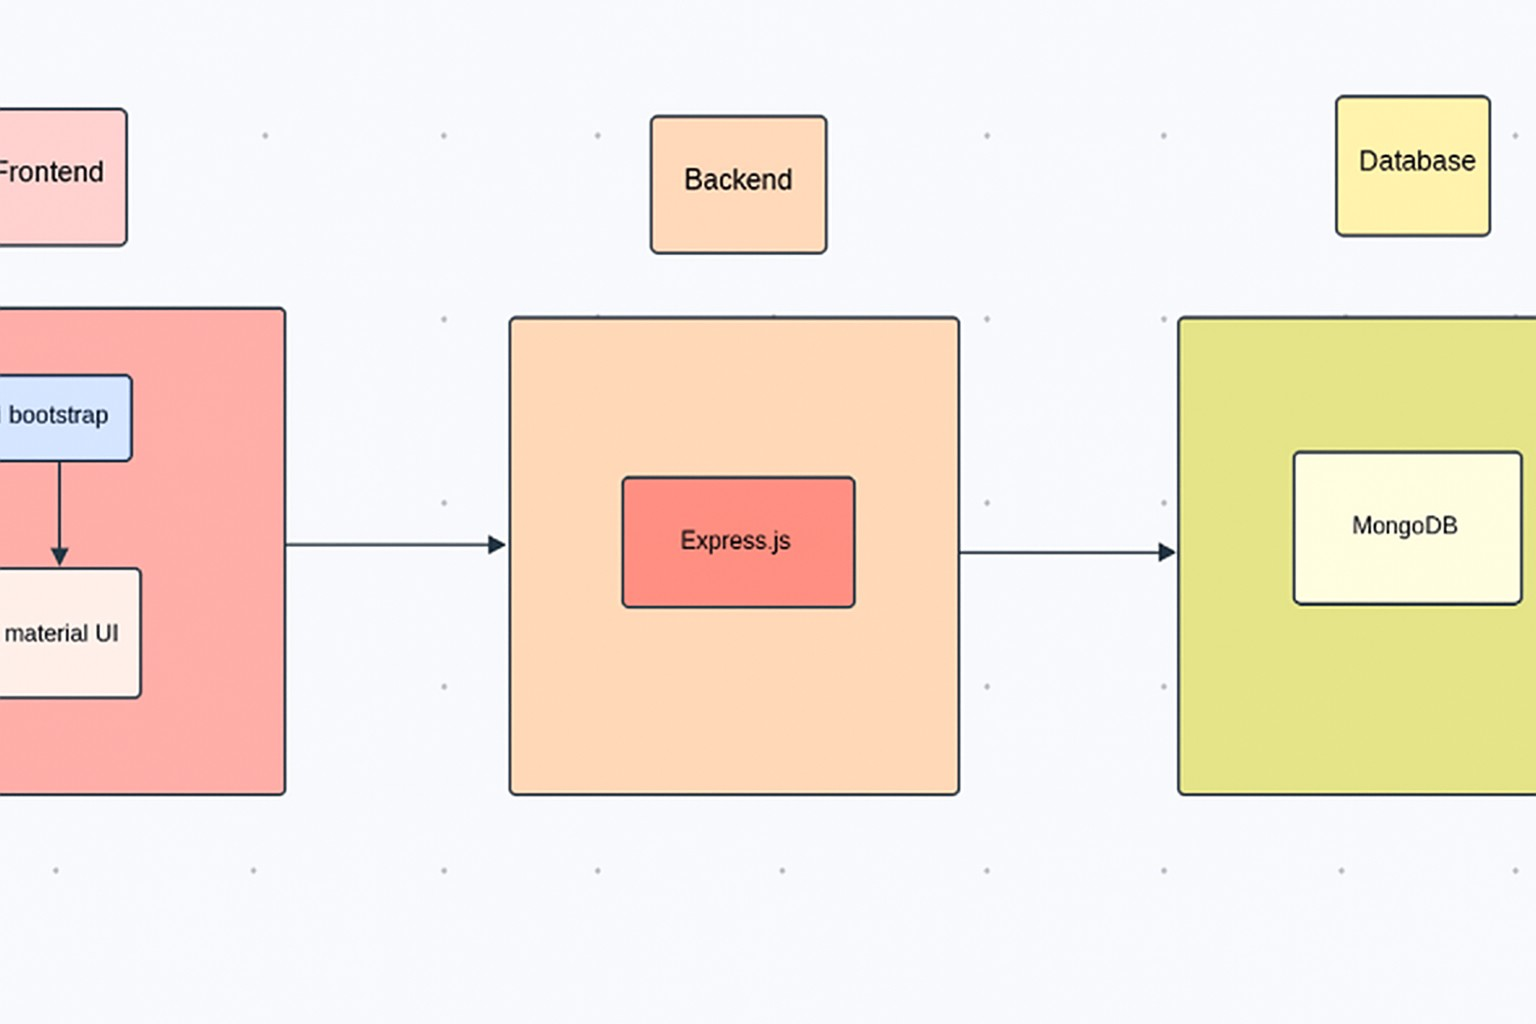 Frontend
Backend
Database
bootstrap
material UI
Express.js
MongoDB